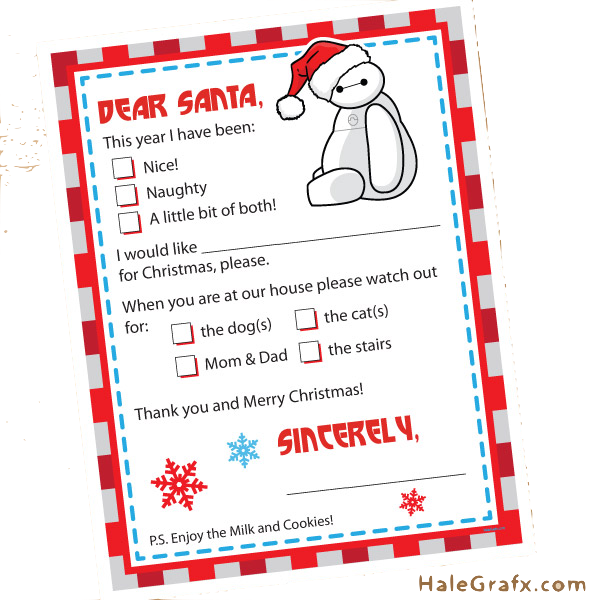 DEAR SANTA,
This year I have been:
Nice!
Naughty
A little bit of both!
I would like ____________________
for Christmas, please.
When you are at our house please watch out
for: the dog(s) the cat(s)
Mom & Dad the stairs
Thank you and Merry Christmas!
SINCERELY,
P.S. Enjoy the Milk and Cookies!
HaleGrafx.com